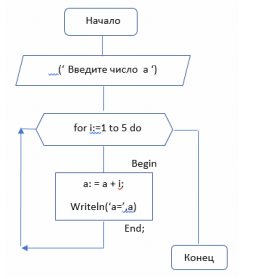 Начало
(‘ Введите число а ‘)
for i:=1 to 5 do
Begin
a: = a + i;
Writeln(‘a=’,a)
End;
Конец